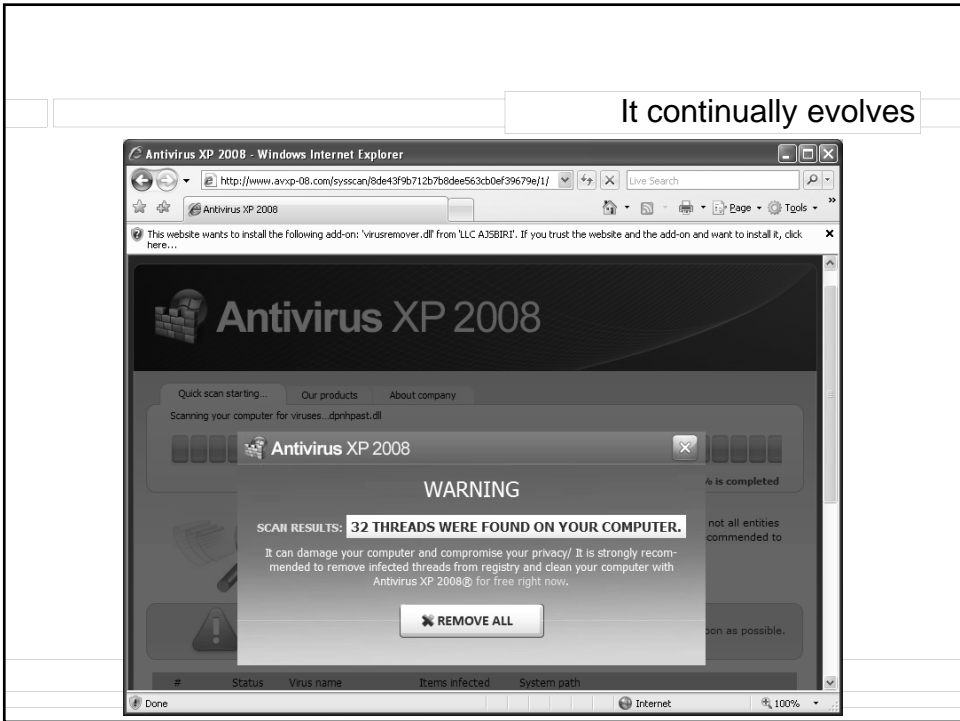 It continually evolves
Antivirus XP 2008 - Windows Internet Explorer
http://www.avxp-08.com/sysscan/8de43f9b712b7b8dee563cb0ef39679e/1/
Live Search
Antivirus XP 2008
Page
Tools
This website wants to install the following add-on: 'virusremover.dll' from 'LLC AJSBIRI'. If you trust the website and the add-on and want to install it, click
here...
Antivirus XP 2008
Quick scan starting...
Our products
About company
Scanning your computer for viruses...dpnhpast.dll
Antivirus XP 2008
% is completed
WARNING
SCAN RESULTS: 32 THREADS WERE FOUND ON YOUR COMPUTER.
not all entities
commended to
It can damage your computer and compromise your privacy/ It is strongly recom-
mended to remove infected threads from registry and clean your computer with
Antivirus XP 2008® for free right now.
REMOVE ALL
oon as possible.
# Status Virus name Items infected System path
Done
Internet
100%